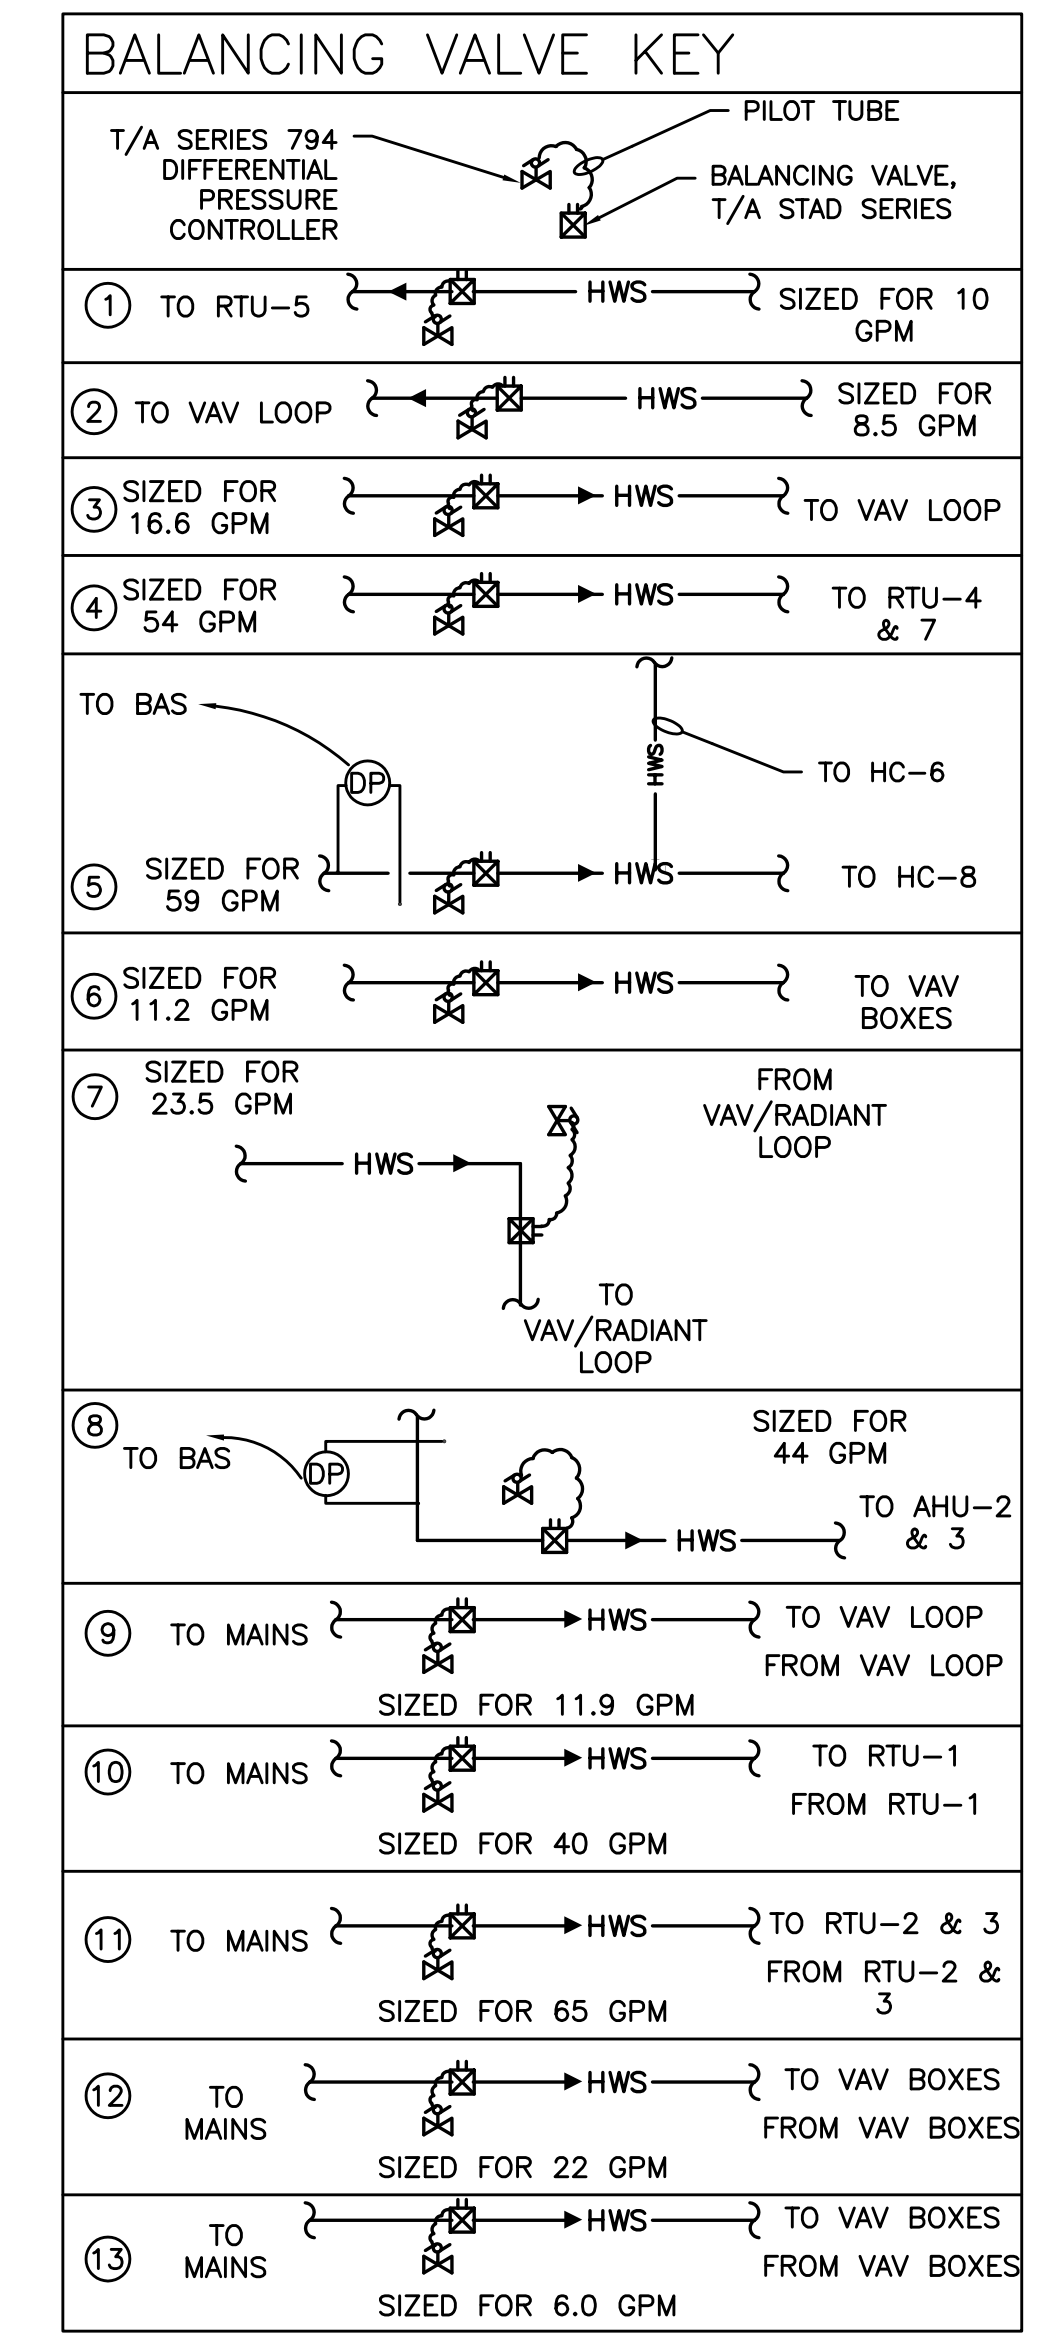 BALANCING VALVE KEY
T/A SERIES 794
DIFFERENTIAL
PRESSURE
CONTROLLER
PILOT TUBE
BALANCING VALVE,
T/A STAD SERIES
1
TO RTU-5
HWS
SIZED FOR 10
GPM
2
TO VAV LOOP
HWS
SIZED FOR
8.5 GPM
3
SIZED FOR
16.6 GPM
HWS
TO VAV LOOP
4
SIZED FOR
54 GPM
HWS
TO RTU-4
& 7
TO BAS
DP
HWS
TO HC-6
5
SIZED FOR
59 GPM
HWS
TO HC-8
6
SIZED FOR
11.2 GPM
HWS
TO VAV
BOXES
7
SIZED FOR
23.5 GPM
FROM
VAV/RADIANT
LOOP
HWS
TO
VAV/RADIANT
LOOP
8
TO BAS
DP
SIZED FOR
44 GPM
HWS
TO AHU-2
& 3
9
TO MAINS
HWS
TO VAV LOOP
FROM VAV LOOP
SIZED FOR 11.9 GPM
10
TO MAINS
HWS
TO RTU-1
FROM RTU-1
SIZED FOR 40 GPM
11
TO MAINS
HWS
TO RTU-2 & 3
FROM RTU-2 &
3
SIZED FOR 65 GPM
12
TO
MAINS
HWS
TO VAV BOXES
FROM VAV BOXES
SIZED FOR 22 GPM
13
TO
MAINS
HWS
TO VAV BOXES
FROM VAV BOXES
SIZED FOR 6.0 GPM